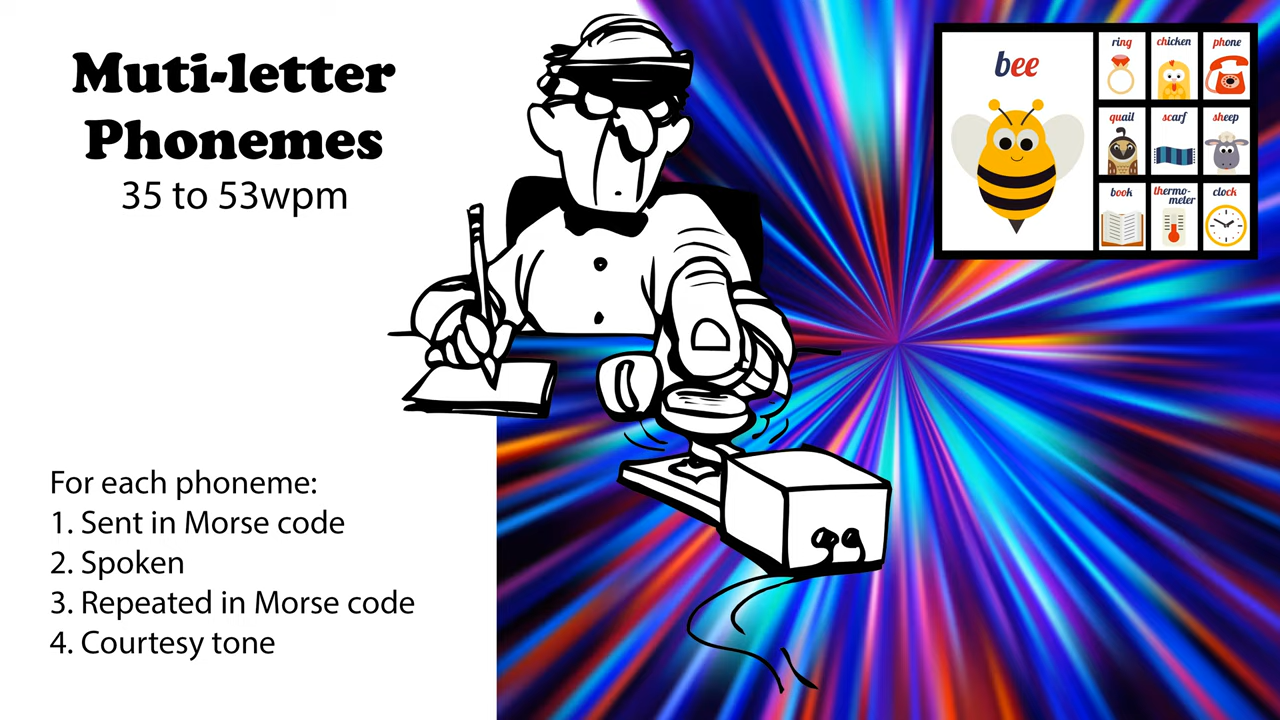 Muti-letter
Phonemes
35 to 53wpm
bee
ring
chicken
phone
quail
scarf
sheep
book
thermo-
meter
clock
For each phoneme:
1. Sent in Morse code
2. Spoken
3. Repeated in Morse code
4. Courtesy tone